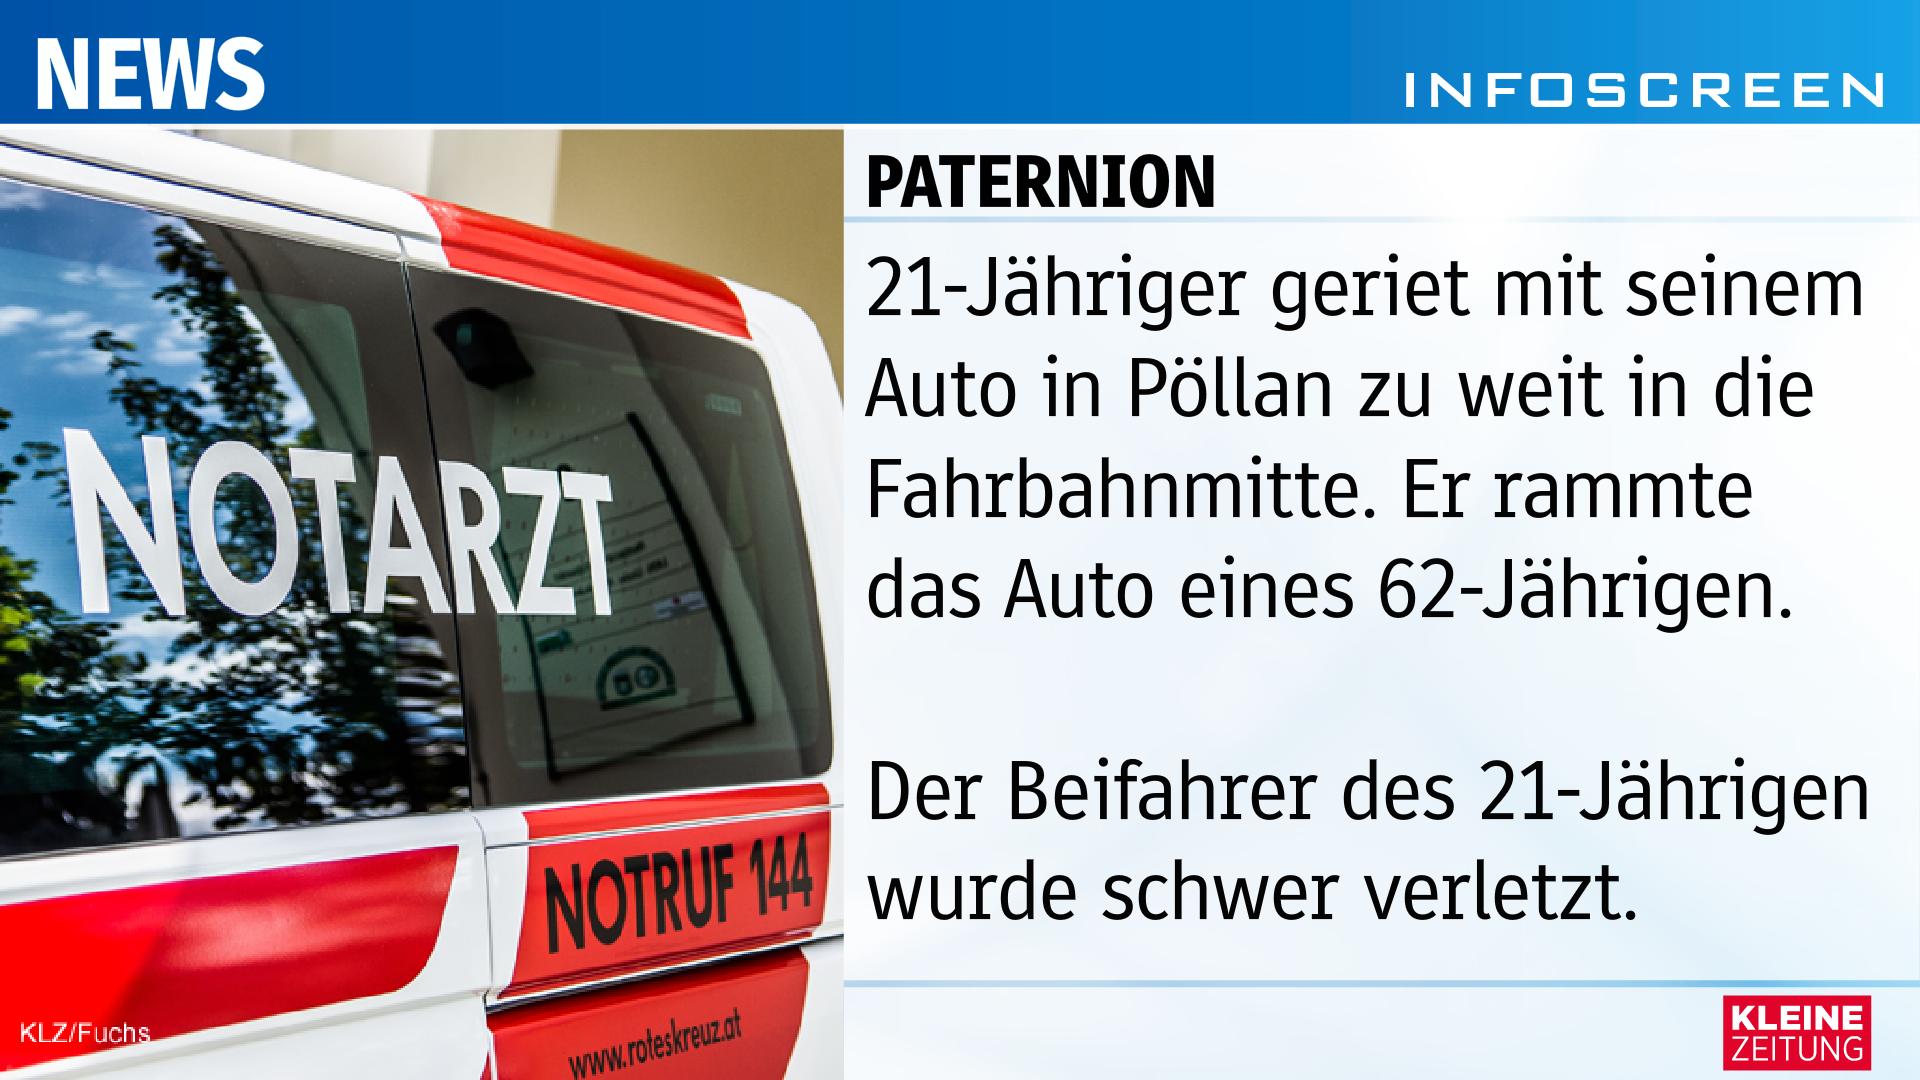 NEWS
INFOSCREEN
PATERNION
21-Jähriger geriet mit seinem
Auto in Pöllan zu weit in die
Fahrbahnmitte. Er rammte
das Auto eines 62-Jährigen.
Der Beifahrer des 21-Jährigen
wurde schwer verletzt.
NOTARZT
NOTRUF 144
www.roteskreuz.at
KLZ/Fuchs
KLEINE
ZEITUNG